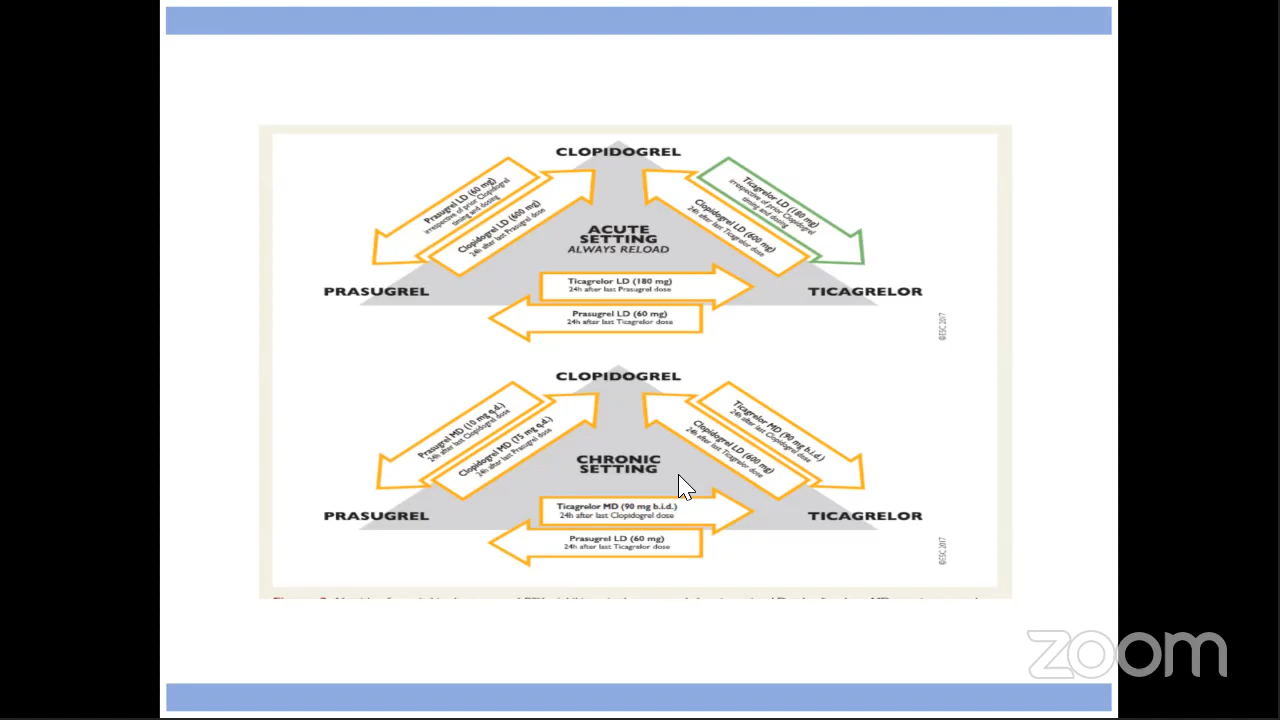 CLOPIDOGREL
Prasugrel LD (60 mg)
irrespective of prior Clopidogrel
timing and dosing
Clopidogrel LD (600 mg)
24h after last Prasugrel dose
Ticagrelor LD (180 mg)
irrespective of prior Clopidogrel
timing and dosing
Clopidogrel LD (600 mg)
24h after last Ticagrelor dose
ACUTE
SETTING
ALWAYS RELOAD
PRASUGREL
TICAGRELOR
Ticagrelor LD (180 mg)
24h after last Prasugrel dose
Prasugrel LD (60 mg)
24h after last Ticagrelor dose
©ESC 2017
CLOPIDOGREL
Prasugrel MD (10 mg q.d.)
24h after last Clopidogrel dose
Clopidogrel MD (75 mg q.d.)
24h after last Prasugrel dose
Ticagrelor MD (90 mg b.i.d.)
24h after last Clopidogrel dose
Clopidogrel LD (600 mg)
24h after last Ticagrelor dose
CHRONIC
SETTING
PRASUGREL
TICAGRELOR
Ticagrelor MD (90 mg b.i.d.)
24h after last Clopidogrel dose
Prasugrel LD (60 mg)
24h after last Ticagrelor dose
©ESC 2017
zoom